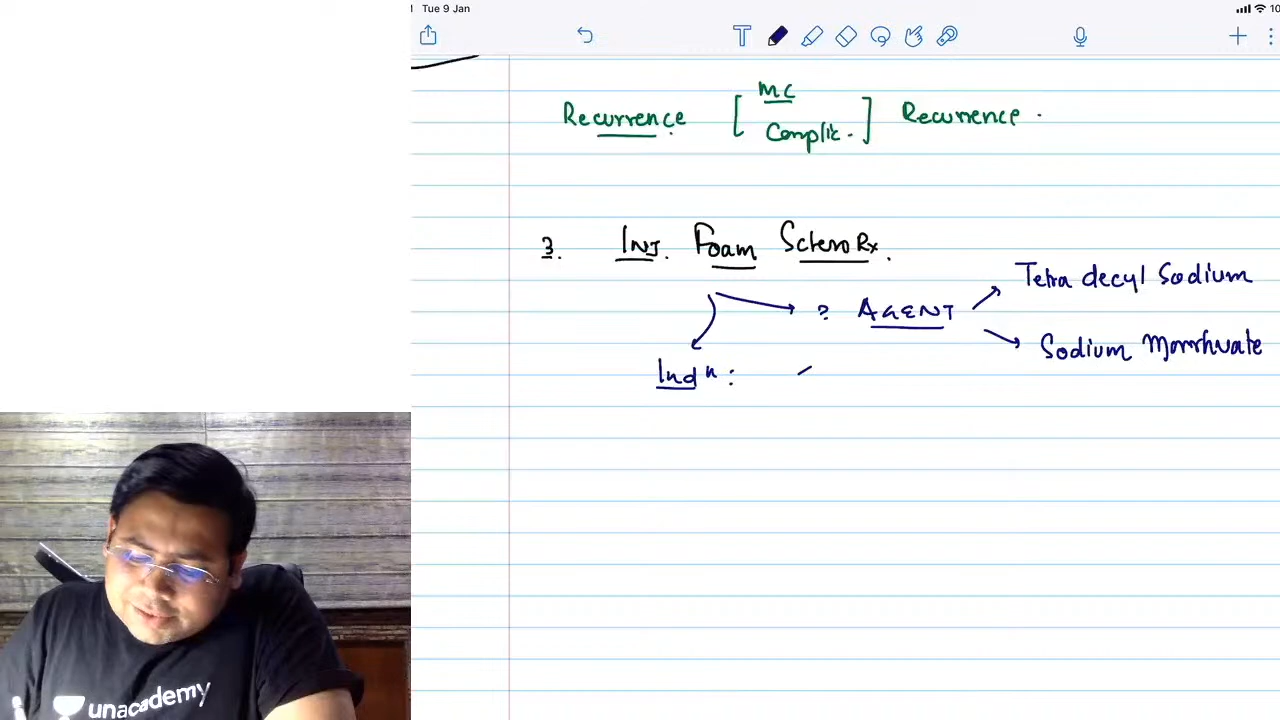 Tue 9 Jan
10
MC
Recurrence [ Complic. ] Recurrence.
3. INJ. Foam ScleroRx.
Tetra decyl Sodium
? AGENT
Sodium Morrhuate
Indⁿ:
unacademy